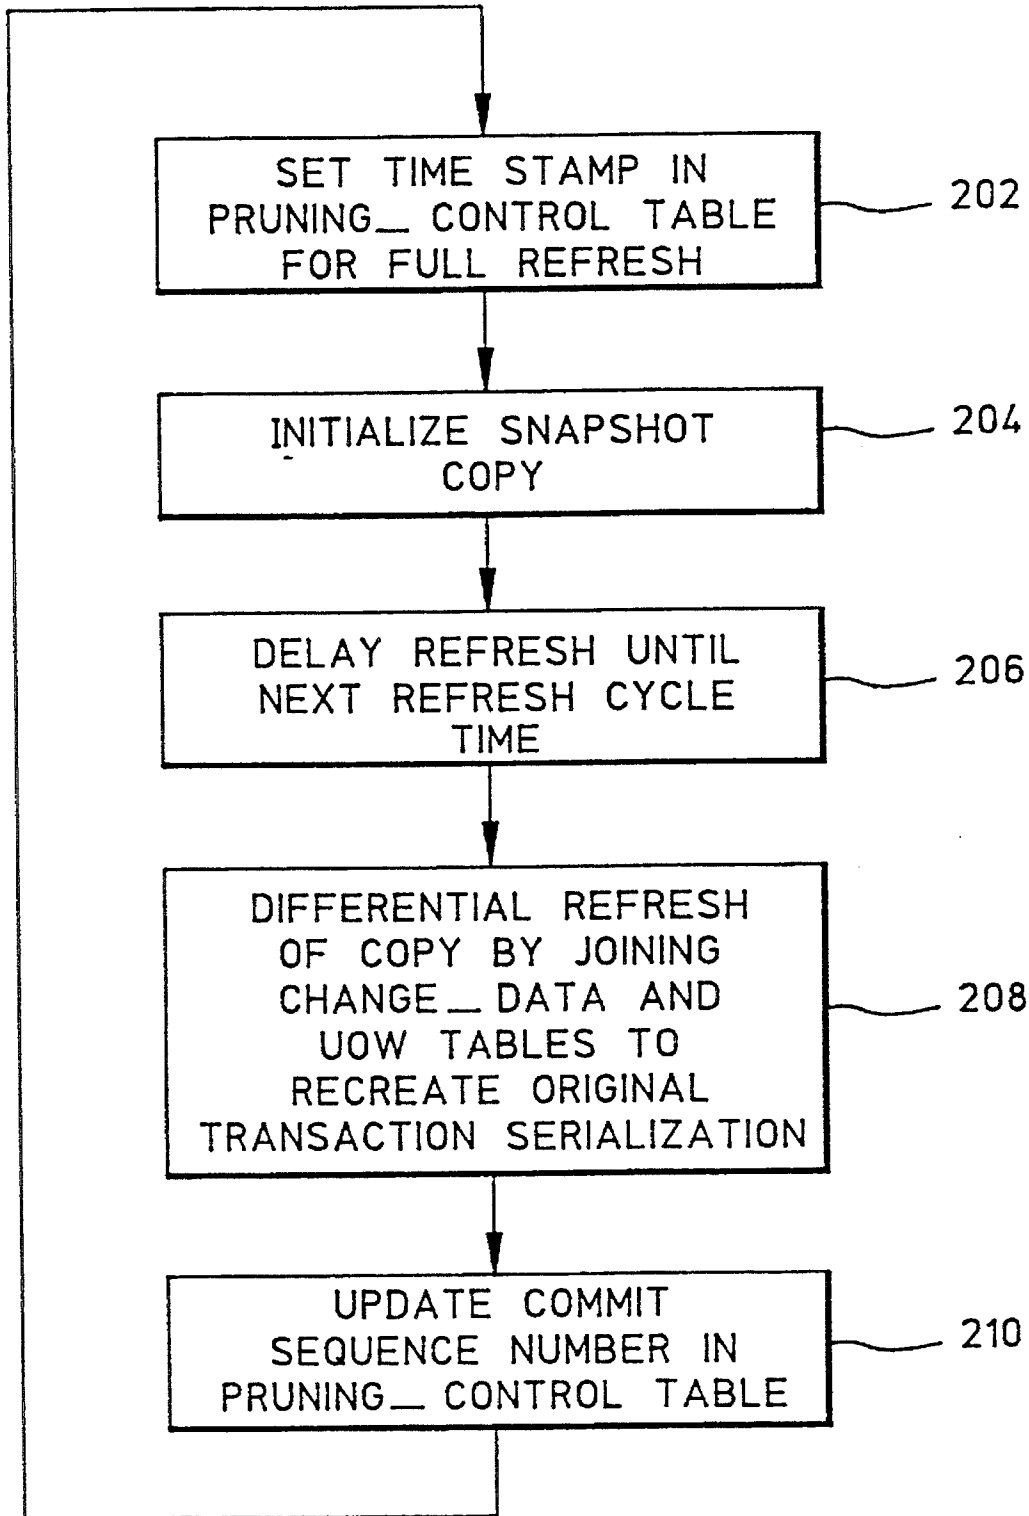 SET TIME STAMP IN
PRUNING_ CONTROL TABLE
FOR FULL REFRESH
202
INITIALIZE SNAPSHOT
COPY
204
DELAY REFRESH UNTIL
NEXT REFRESH CYCLE
TIME
206
DIFFERENTIAL REFRESH
OF COPY BY JOINING
CHANGE_ DATA AND
UOW TABLES TO
RECREATE ORIGINAL
TRANSACTION SERIALIZATION
208
UPDATE COMMIT
SEQUENCE NUMBER IN
PRUNING_ CONTROL TABLE
210